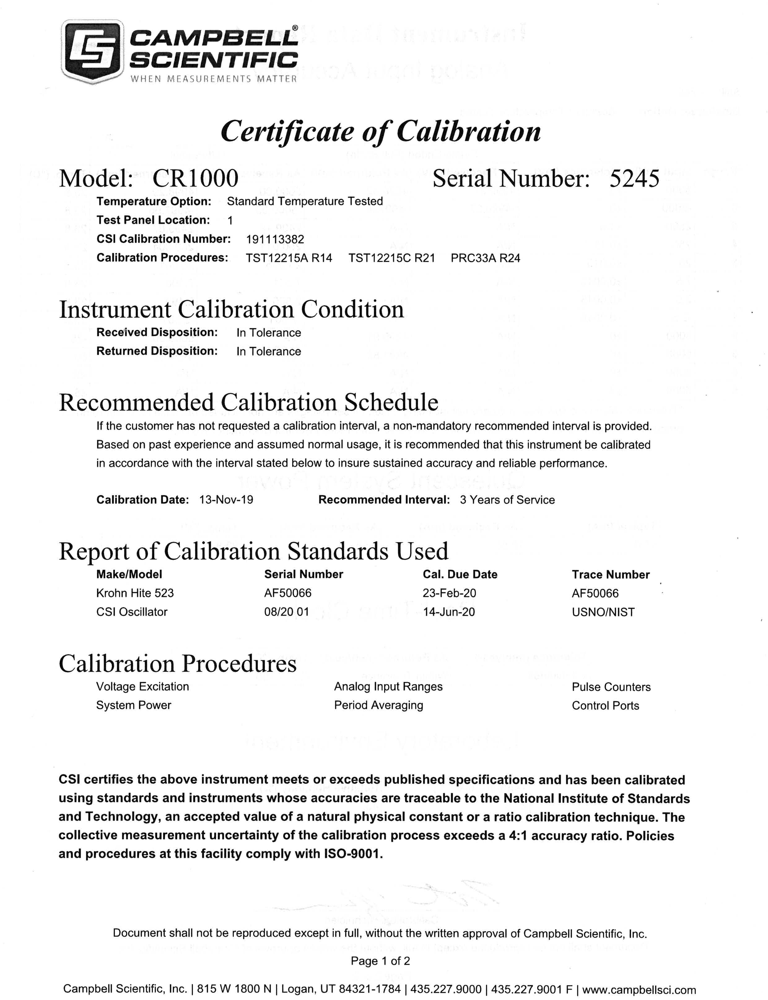 CAMPBELL®
SCIENTIFIC
WHEN MEASUREMENTS MATTER
Certificate of Calibration
Model: CR1000 Serial Number: 5245
Temperature Option: Standard Temperature Tested
Test Panel Location: 1
CSI Calibration Number: 191113382
Calibration Procedures: TST12215A R14 TST12215C R21 PRC33A R24
Instrument Calibration Condition
Received Disposition: In Tolerance
Returned Disposition: In Tolerance
Recommended Calibration Schedule
If the customer has not requested a calibration interval, a non-mandatory recommended interval is provided.
Based on past experience and assumed normal usage, it is recommended that this instrument be calibrated
in accordance with the interval stated below to insure sustained accuracy and reliable performance.
Calibration Date: 13-Nov-19 Recommended Interval: 3 Years of Service
Report of Calibration Standards Used
Make/Model Serial Number Cal. Due Date Trace Number
Krohn Hite 523 AF50066 23-Feb-20 AF50066
CSI Oscillator 08/20 01 14-Jun-20 USNO/NIST
Calibration Procedures
Voltage Excitation Analog Input Ranges Pulse Counters
System Power Period Averaging Control Ports
CSI certifies the above instrument meets or exceeds published specifications and has been calibrated
using standards and instruments whose accuracies are traceable to the National Institute of Standards
and Technology, an accepted value of a natural physical constant or a ratio calibration technique. The
collective measurement uncertainty of the calibration process exceeds a 4:1 accuracy ratio. Policies
and procedures at this facility comply with ISO-9001.
Document shall not be reproduced except in full, without the written approval of Campbell Scientific, Inc.
Page 1 of 2
Campbell Scientific, Inc. | 815 W 1800 N | Logan, UT 84321-1784 | 435.227.9000 | 435.227.9001 F | www.campbellsci.com